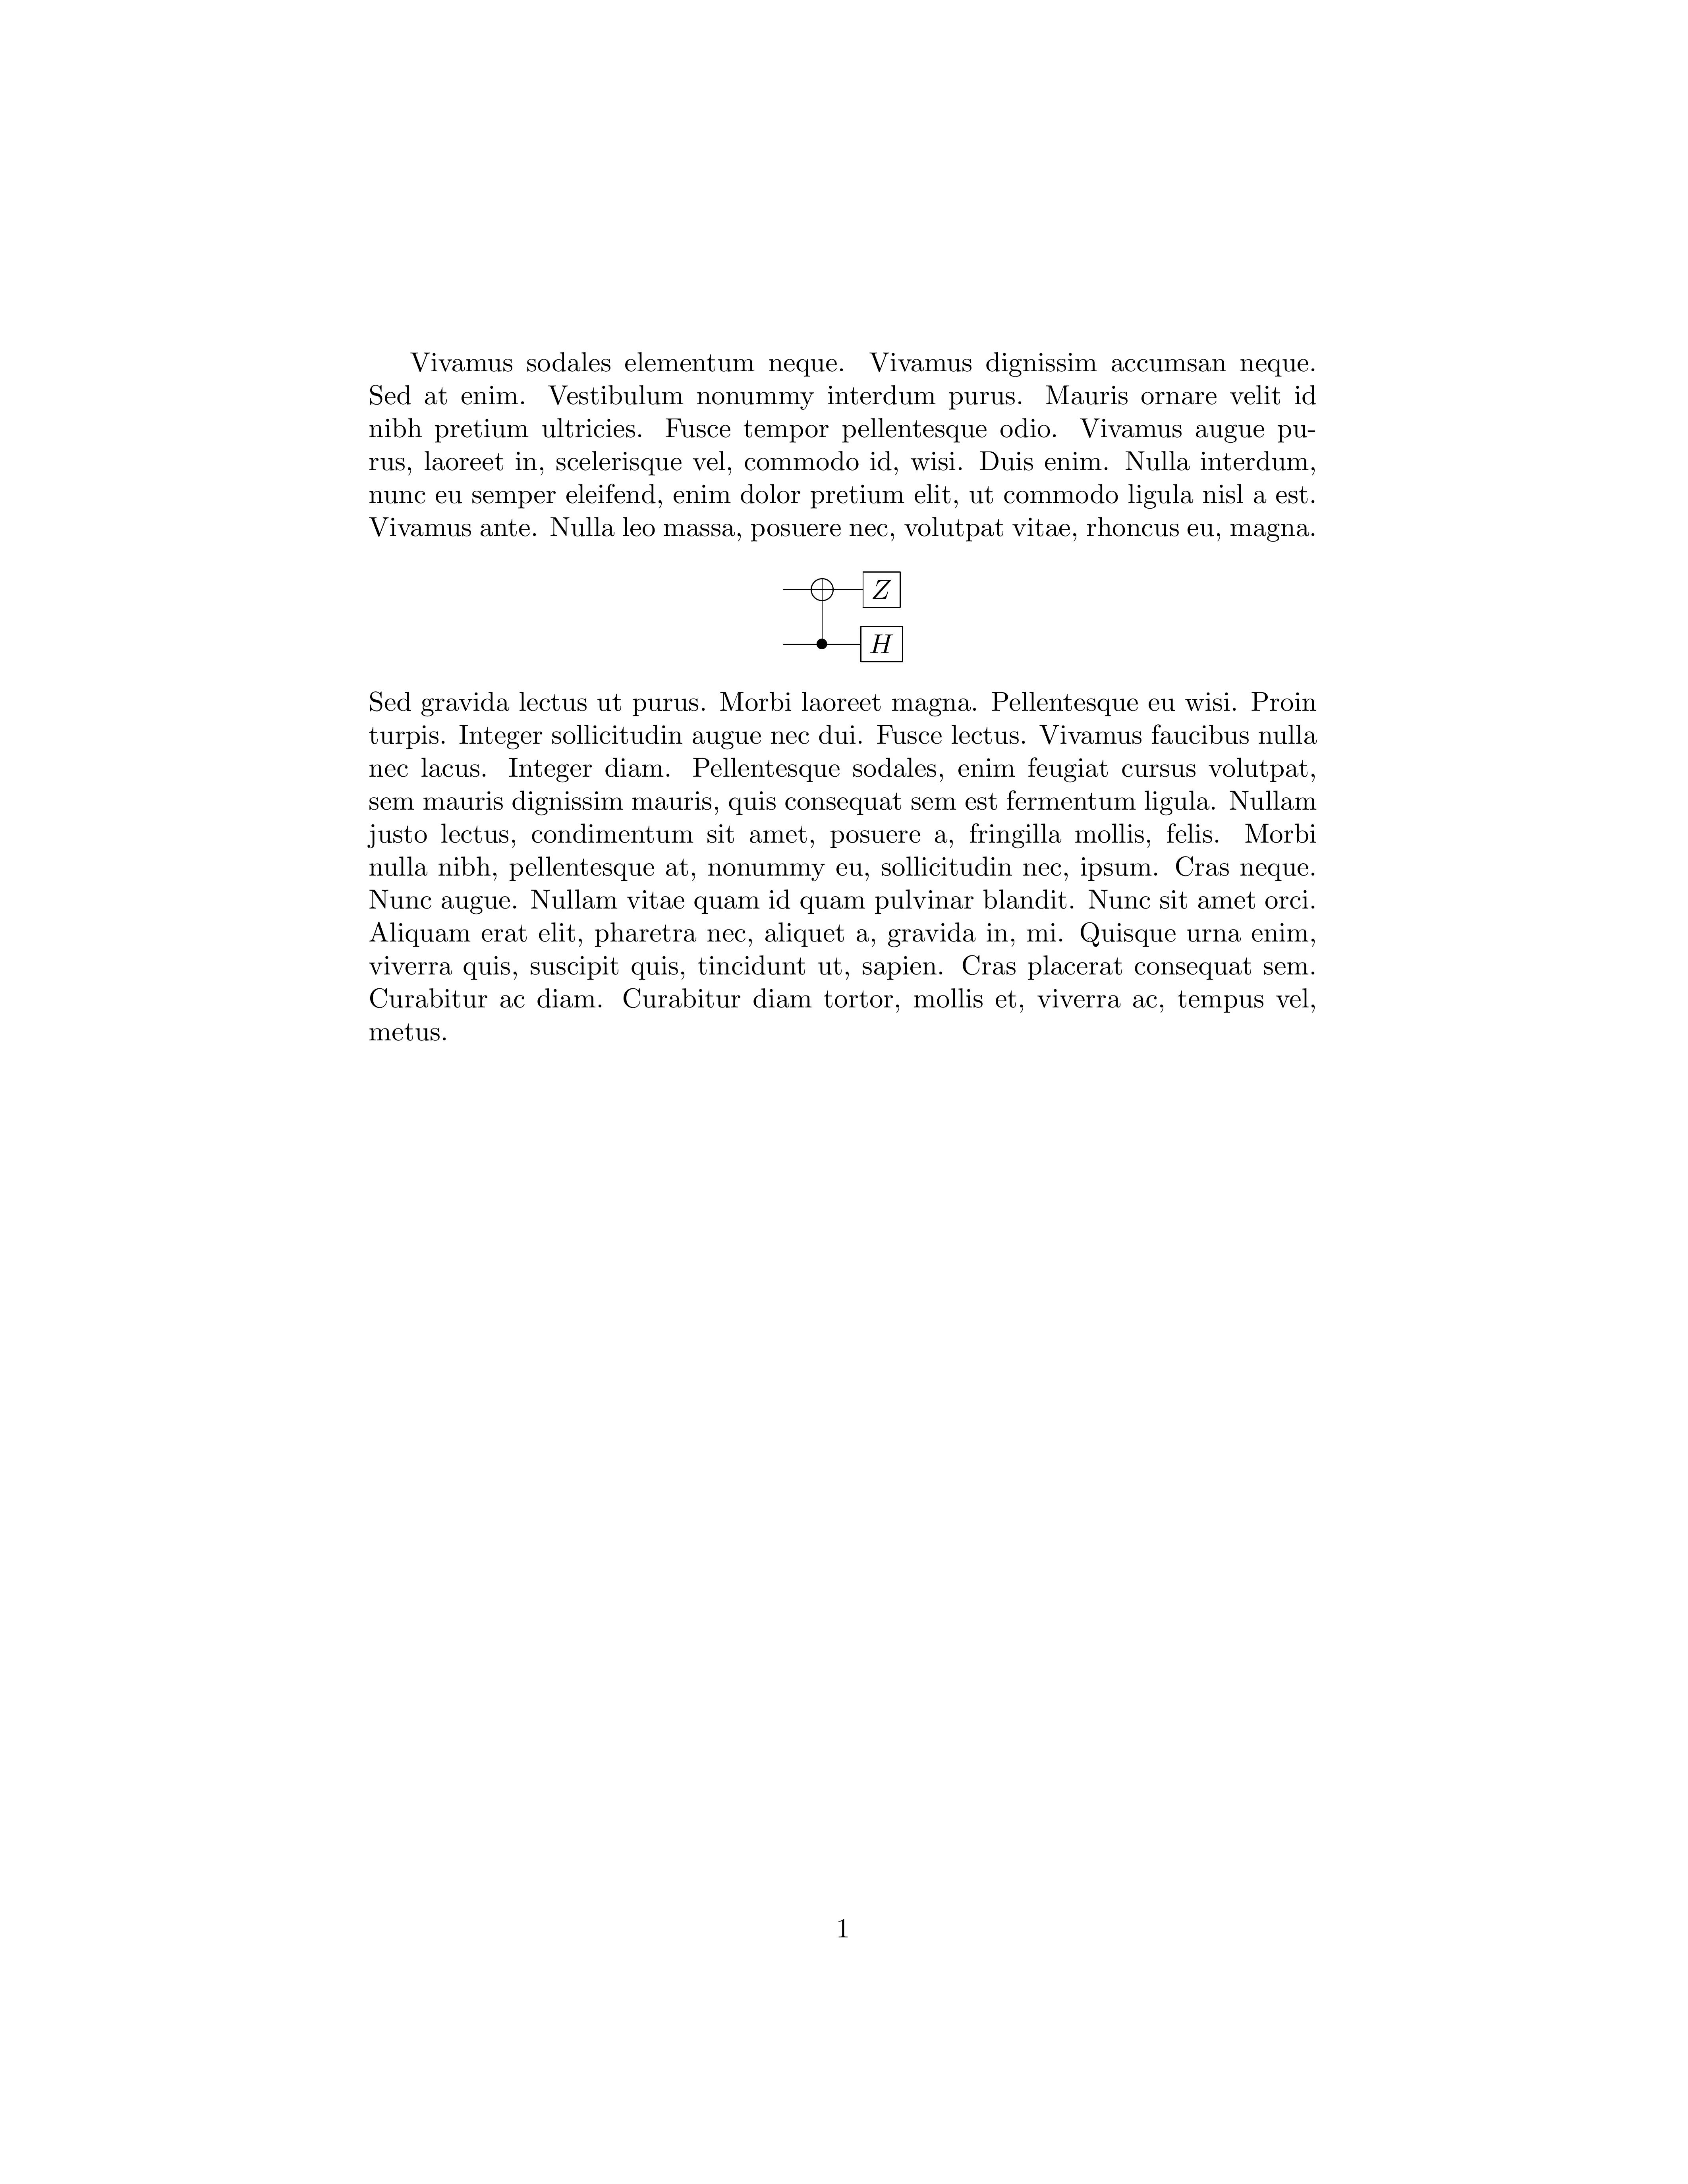 Vivamus sodales elementum neque. Vivamus dignissim accumsan neque.
Sed at enim. Vestibulum nonummy interdum purus. Mauris ornare velit id
nibh pretium ultricies. Fusce tempor pellentesque odio. Vivamus augue pu-
rus, laoreet in, scelerisque vel, commodo id, wisi. Duis enim. Nulla interdum,
nunc eu semper eleifend, enim dolor pretium elit, ut commodo ligula nisl a est.
Vivamus ante. Nulla leo massa, posuere nec, volutpat vitae, rhoncus eu, magna.
Z
H
Sed gravida lectus ut purus. Morbi laoreet magna. Pellentesque eu wisi. Proin
turpis. Integer sollicitudin augue nec dui. Fusce lectus. Vivamus faucibus nulla
nec lacus. Integer diam. Pellentesque sodales, enim feugiat cursus volutpat,
sem mauris dignissim mauris, quis consequat sem est fermentum ligula. Nullam
justo lectus, condimentum sit amet, posuere a, fringilla mollis, felis. Morbi
nulla nibh, pellentesque at, nonummy eu, sollicitudin nec, ipsum. Cras neque.
Nunc augue. Nullam vitae quam id quam pulvinar blandit. Nunc sit amet orci.
Aliquam erat elit, pharetra nec, aliquet a, gravida in, mi. Quisque urna enim,
viverra quis, suscipit quis, tincidunt ut, sapien. Cras placerat consequat sem.
Curabitur ac diam. Curabitur diam tortor, mollis et, viverra ac, tempus vel,
metus.
1